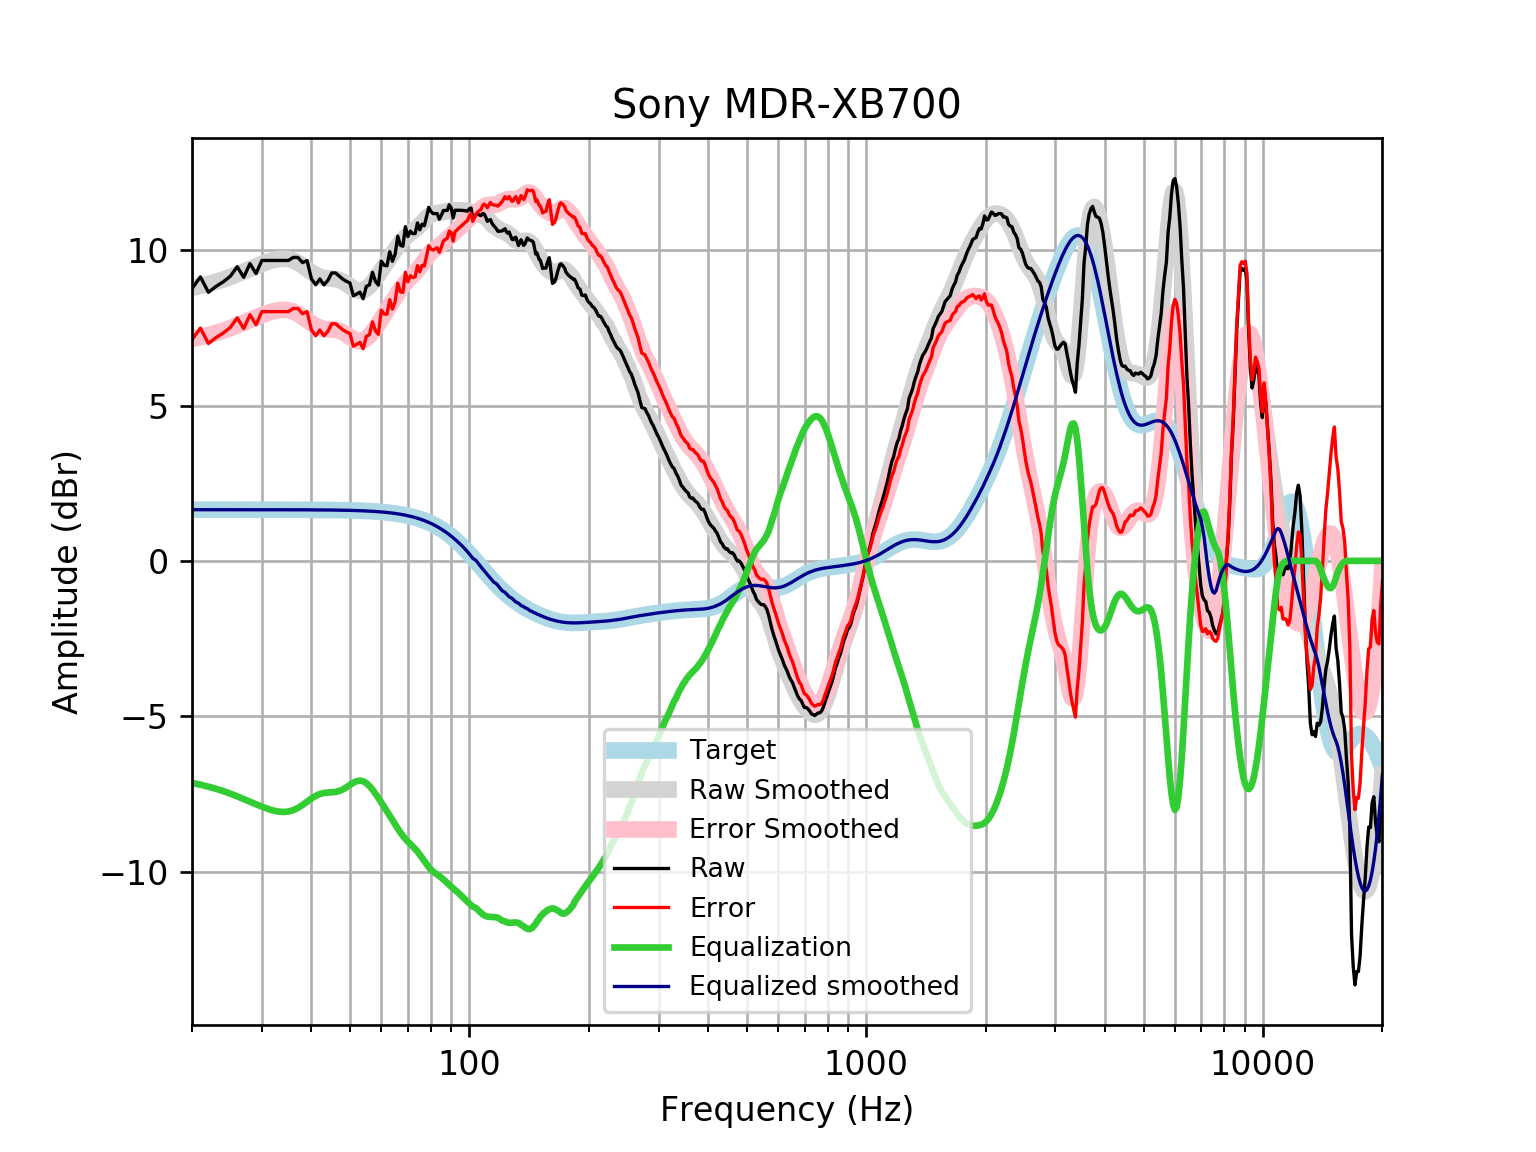 Sony MDR-XB700
Amplitude (dBr)
10
5
0
−5
−10
Target
Raw Smoothed
Error Smoothed
Raw
Error
Equalization
Equalized smoothed
100
1000
10000
Frequency (Hz)